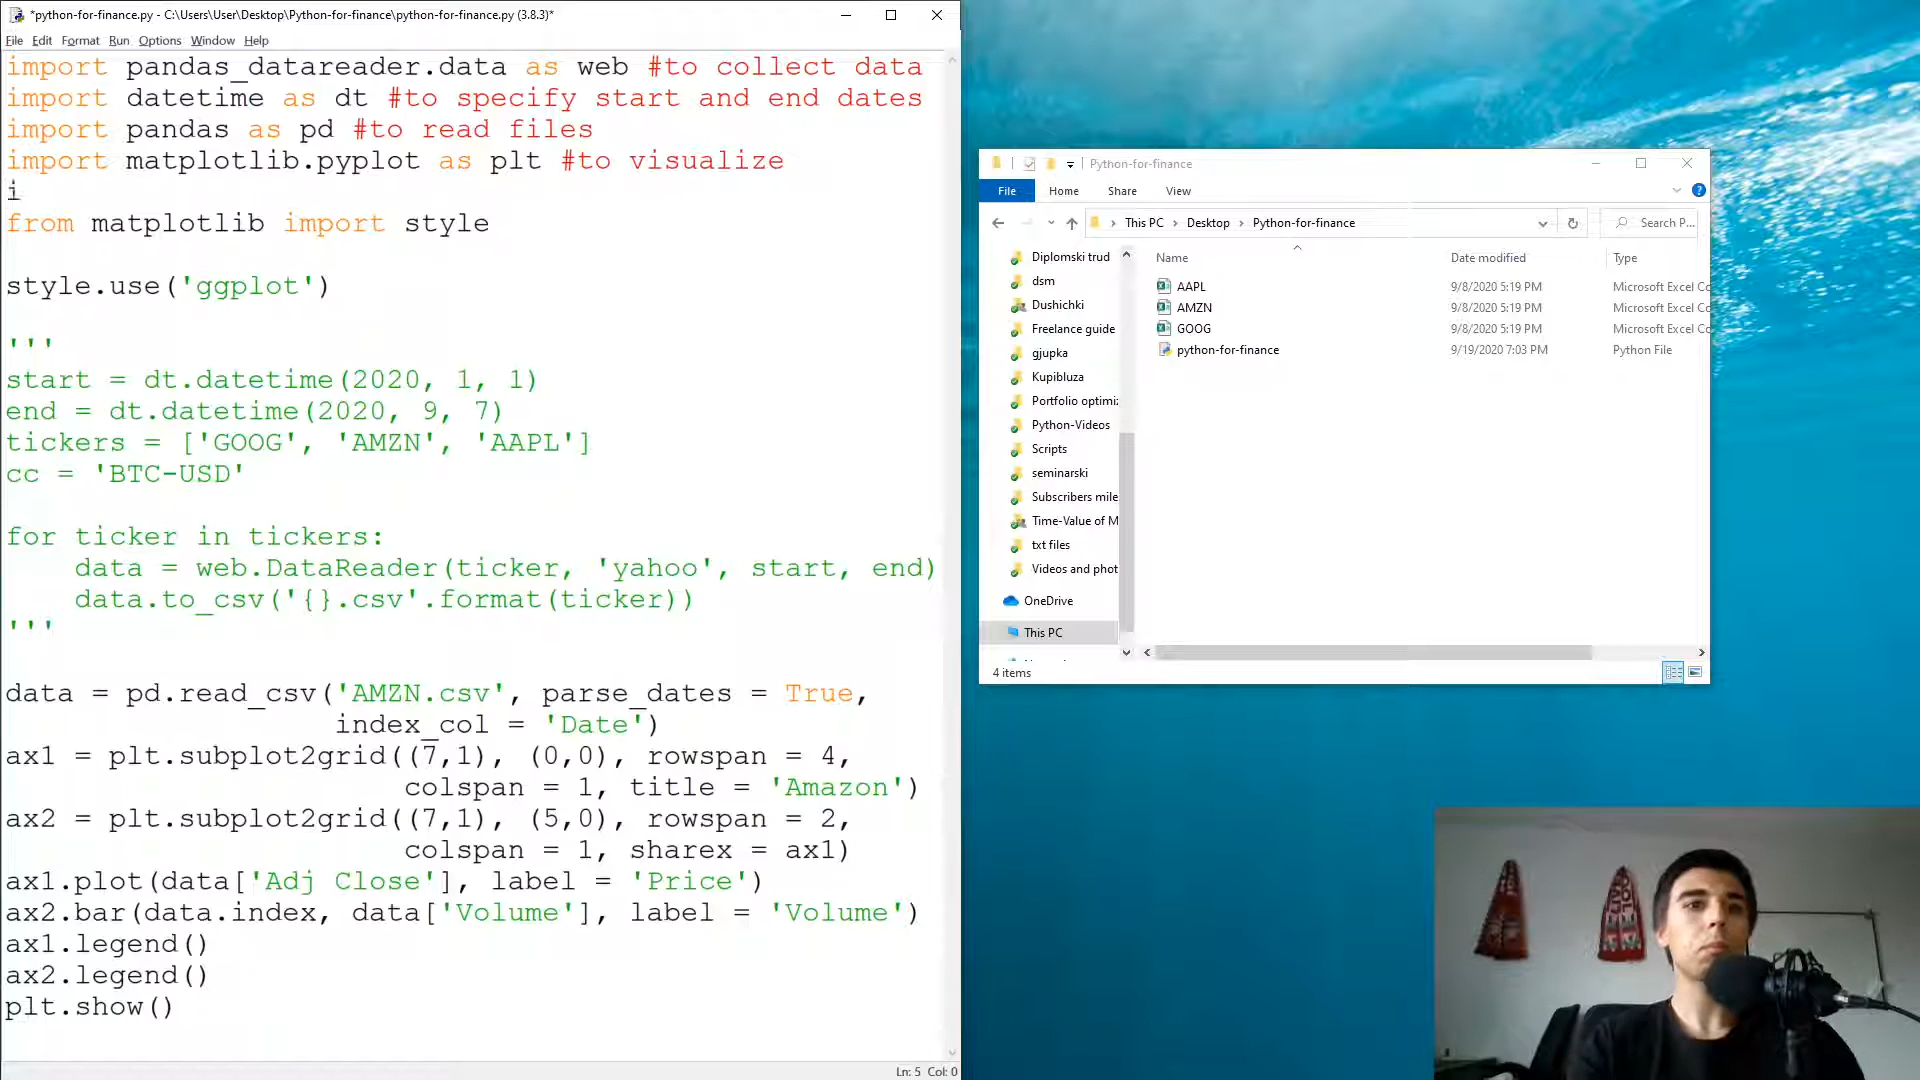 *python-for-finance.py - C:\Users\User\Desktop\Python-for-finance\python-for-finance.py (3.8.3)*
File Edit Format Run Options Window Help
import pandas_datareader.data as web #to collect data
import datetime as dt #to specify start and end dates
import pandas as pd #to read files
import matplotlib.pyplot as plt #to visualize
i
from matplotlib import style
style.use('ggplot')
'''
start = dt.datetime(2020, 1, 1)
end = dt.datetime(2020, 9, 7)
tickers = ['GOOG', 'AMZN', 'AAPL']
cc = 'BTC-USD'
for ticker in tickers:
data = web.DataReader(ticker, 'yahoo', start, end)
data.to_csv('{}.csv'.format(ticker))
'''
data = pd.read_csv('AMZN.csv', parse_dates = True,
index_col = 'Date')
ax1 = plt.subplot2grid((7,1), (0,0), rowspan = 4,
colspan = 1, title = 'Amazon')
ax2 = plt.subplot2grid((7,1), (5,0), rowspan = 2,
colspan = 1, sharex = ax1)
ax1.plot(data['Adj Close'], label = 'Price')
ax2.bar(data.index, data['Volume'], label = 'Volume')
ax1.legend()
ax2.legend()
plt.show()
Ln: 5 Col: 0
Python-for-finance
File Home Share View
This PC > Desktop > Python-for-finance
Search P...
Diplomski trud
dsm
Dushichki
Freelance guide
gjupka
Kupibluza
Portfolio optimiz
Python-Videos
Scripts
seminarski
Subscribers mile
Time-Value of M
txt files
Videos and phot
OneDrive
This PC
Name Date modified Type
AAPL 9/8/2020 5:19 PM Microsoft Excel Co
AMZN 9/8/2020 5:19 PM Microsoft Excel Co
GOOG 9/8/2020 5:19 PM Microsoft Excel Co
python-for-finance 9/19/2020 7:03 PM Python File
4 items